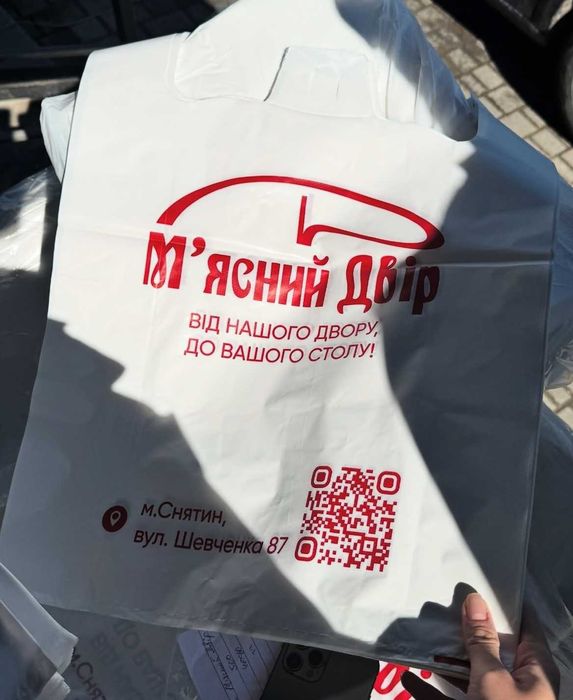 М’ясний Двір
ВІД НАШОГО ДВОРУ,
ДО ВАШОГО СТОЛУ!
м.Снятин,
вул. Шевченка 87